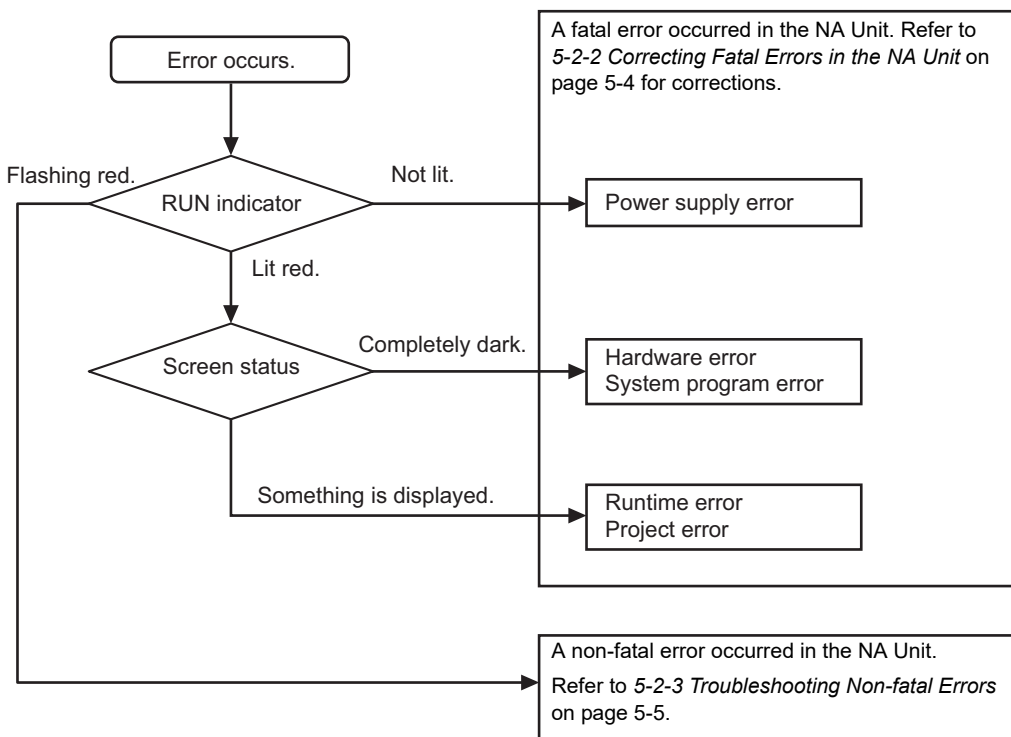 A fatal error occurred in the NA Unit. Refer to
5-2-2 Correcting Fatal Errors in the NA Unit on
page 5-4 for corrections.
Error occurs.
Flashing red.
Not lit.
RUN indicator
Power supply error
Lit red.
Completely dark.
Screen status
Hardware error
System program error
Something is displayed.
Runtime error
Project error
A non-fatal error occurred in the NA Unit.
Refer to 5-2-3 Troubleshooting Non-fatal Errors
on page 5-5.